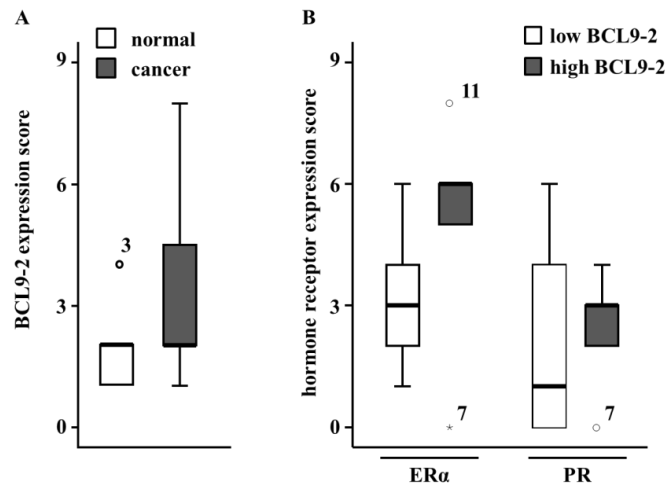 A
normal
cancer
BCL9-2 expression score
9
6
3
0
3
B
low BCL9-2
high BCL9-2
hormone receptor expression score
9
6
3
0
11
7
7
ERα
PR